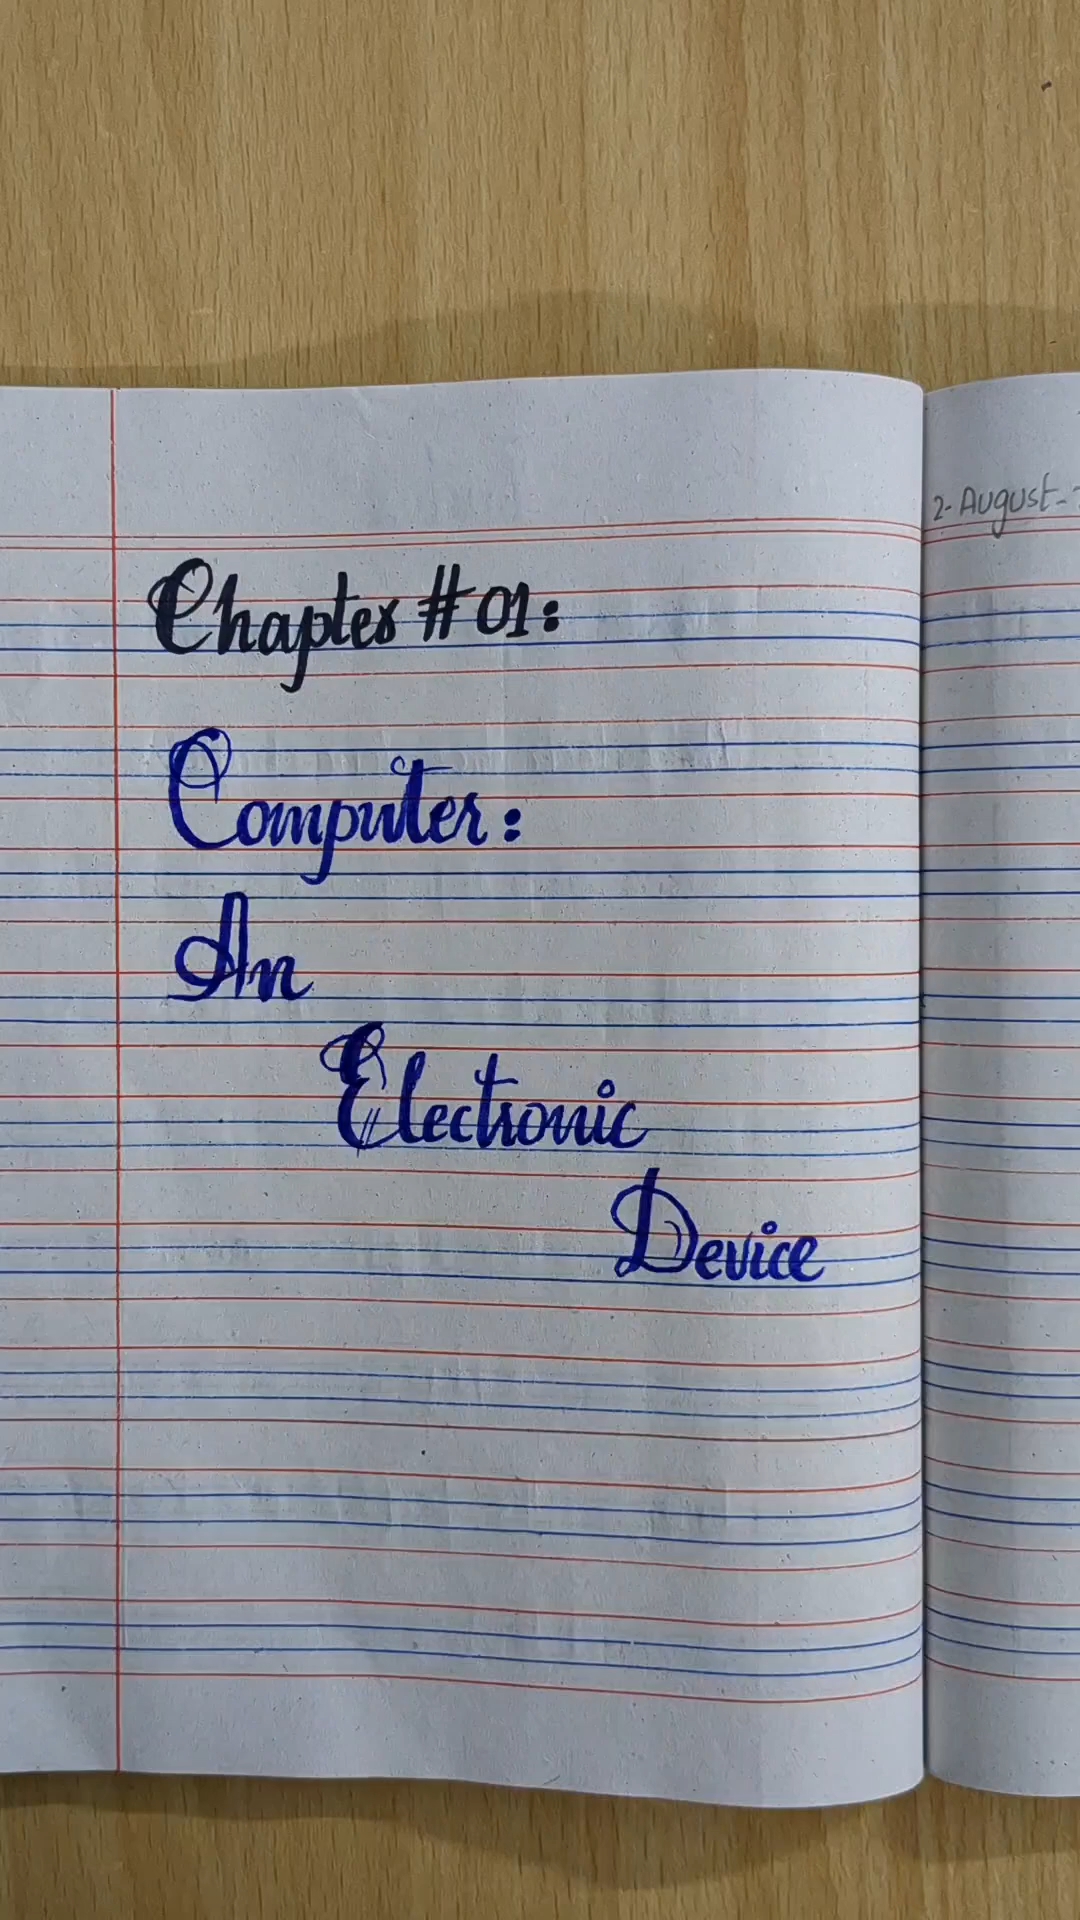 Chapter #01:
Computer:
An
Electronic
Device
2- August-